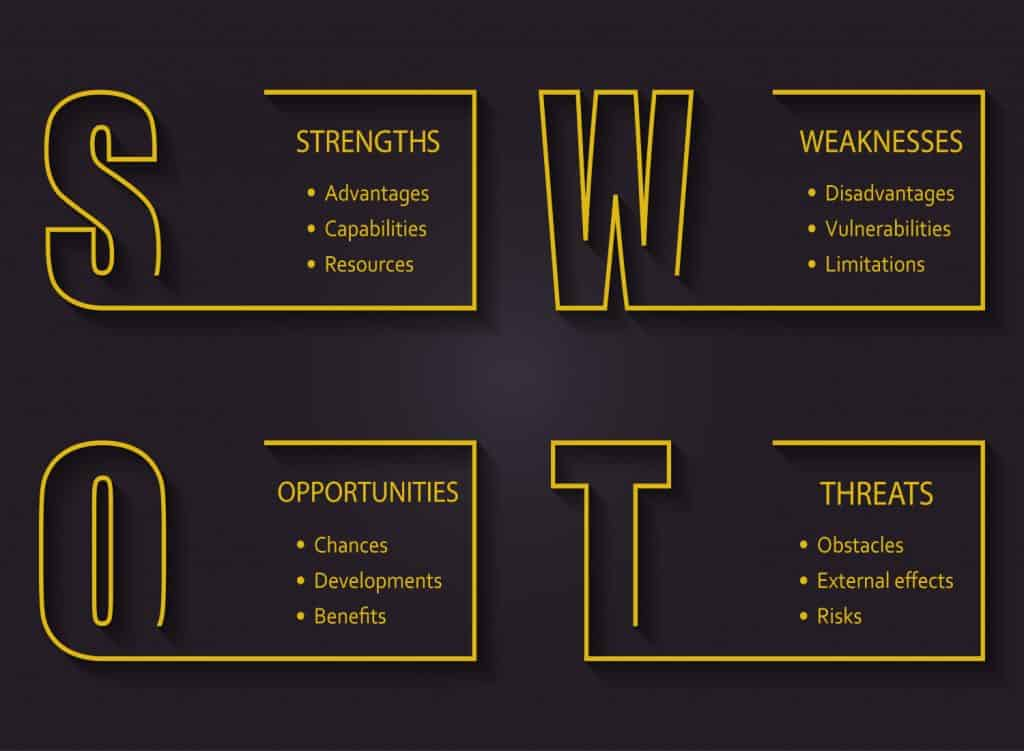 S
STRENGTHS
• Advantages
• Capabilities
• Resources
W
WEAKNESSES
• Disadvantages
• Vulnerabilities
• Limitations
O
OPPORTUNITIES
• Chances
• Developments
• Benefits
T
THREATS
• Obstacles
• External effects
• Risks